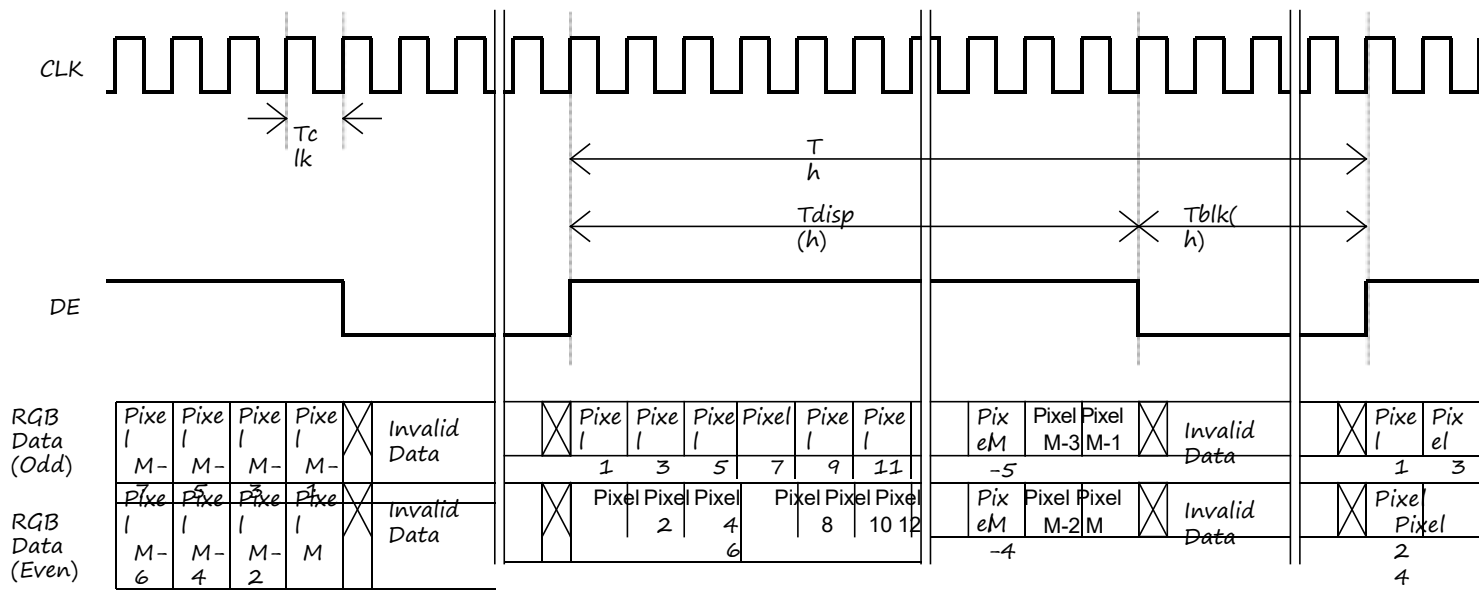 CLK
Tc
lk
T
h
Tdisp
(h)
Tblk(
h)
DE
RGB
Data
(Odd)
Pixe
l
M-
7
Pixe
l
M-
5
Pixe
l
M-
3
Pixe
l
M-
1
Invalid
Data
Pixe
l
1
Pixe
l
3
Pixe
l
5
Pixel
7
Pixe
l
9
Pixe
l
11
Pix
elM
-5
Pixel
M-3
Pixel
M-1
Invalid
Data
Pixe
l
1
Pix
el
3
RGB
Data
(Even)
Pixe
l
M-
6
Pixe
l
M-
4
Pixe
l
M-
2
Pixe
l
M
Invalid
Data
Pixel Pixel Pixel
2 4
6
Pixel Pixel Pixel
8 10 12
Pix
elM
-4
Pixel Pixel
M-2 M
Invalid
Data
Pixel
Pixel
2
4